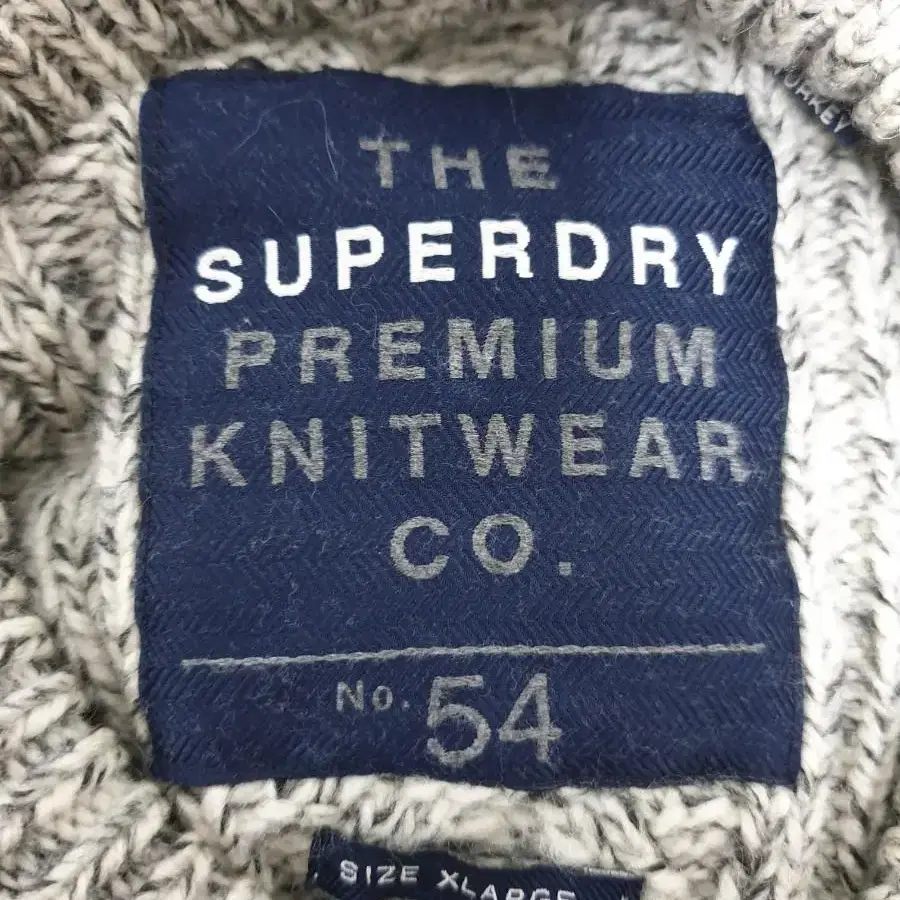 THE
SUPERDRY
PREMIUM
KNITWEAR
CO.
No. 54
SIZE XLARGE